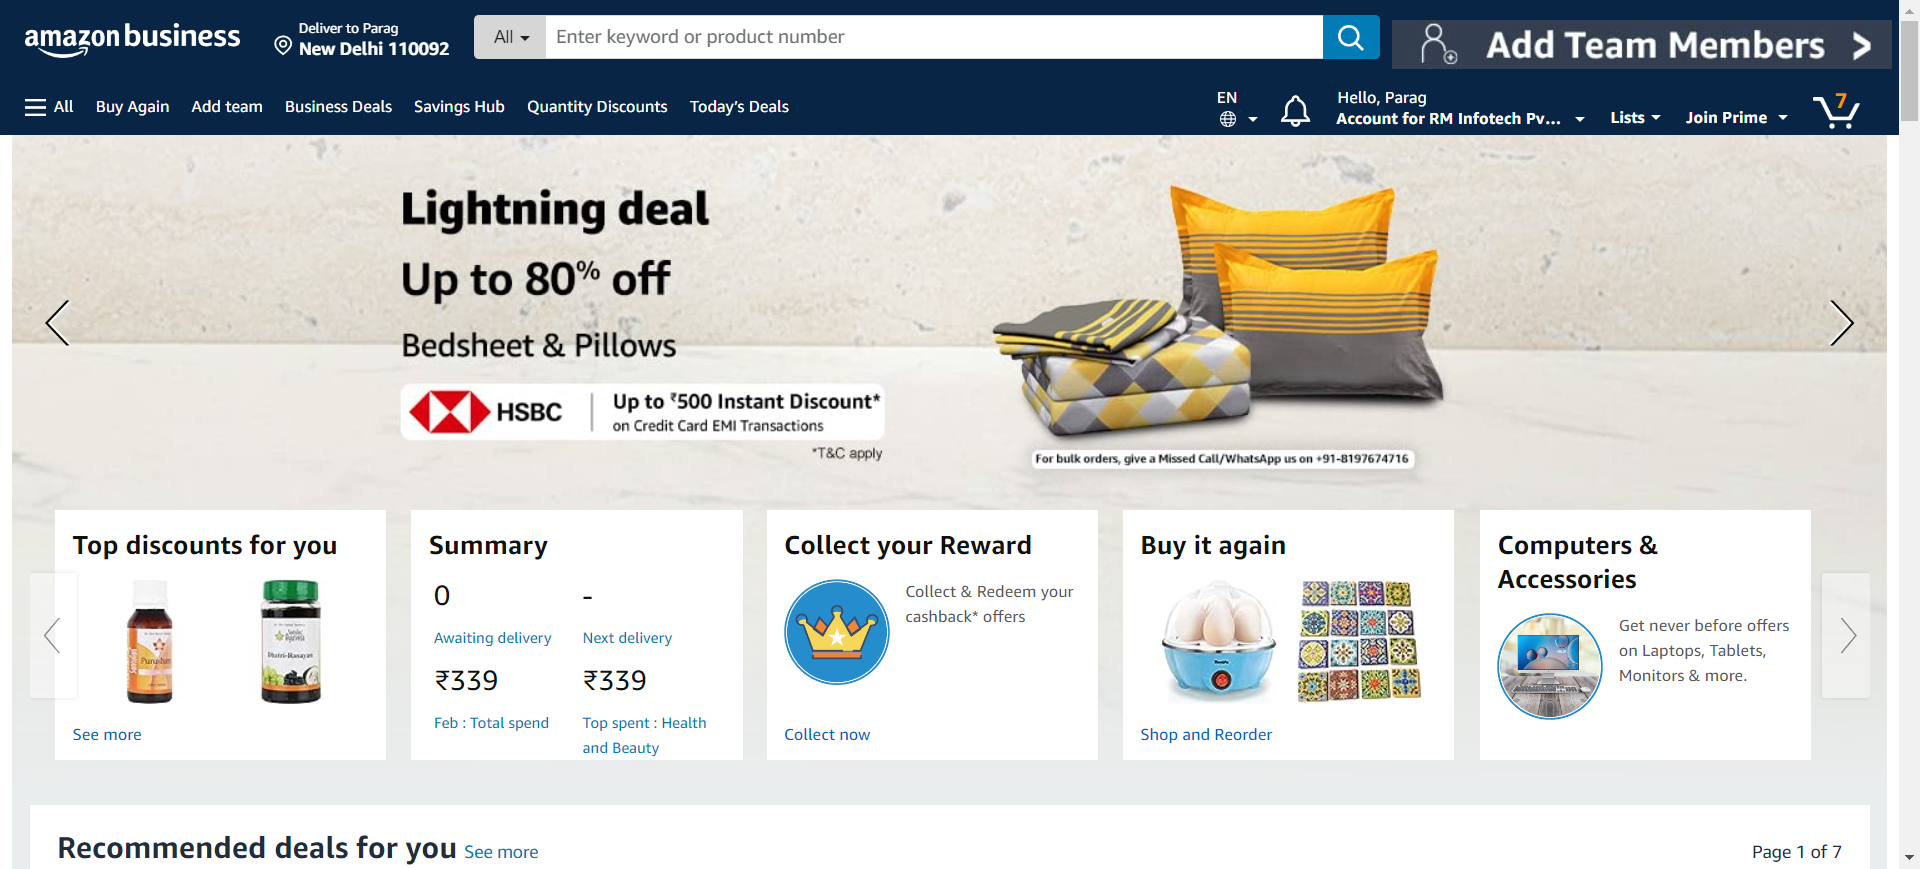 amazon business
Deliver to Parag
New Delhi 110092
All
Enter keyword or product number
Add Team Members
All
Buy Again
Add team
Business Deals
Savings Hub
Quantity Discounts
Today's Deals
EN
Hello, Parag
Account for RM Infotech Pv...
Lists
Join Prime
7
Lightning deal
Up to 80% off
Bedsheet & Pillows
HSBC
Up to ₹500 Instant Discount*
on Credit Card EMI Transactions
*T&C apply
For bulk orders, give a Missed Call/WhatsApp us on +91-8197674716
Top discounts for you
Dhatri-Rasayan
See more
Summary
0
-
Awaiting delivery
Next delivery
₹339
₹339
Feb : Total spend
Top spent : Health
and Beauty
Collect your Reward
Collect & Redeem your
cashback* offers
Collect now
Buy it again
Shop and Reorder
Computers &
Accessories
Get never before offers
on Laptops, Tablets,
Monitors & more.
Recommended deals for you
See more
Page 1 of 7